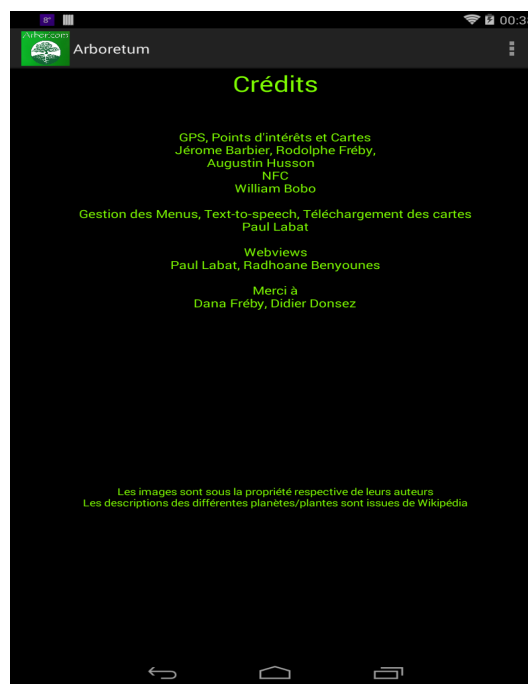 8°
00:3
Arbor.com
Arboretum
Crédits
GPS, Points d'intérêts et Cartes
Jérome Barbier, Rodolphe Fréby,
Augustin Husson
NFC
William Bobo
Gestion des Menus, Text-to-speech, Téléchargement des cartes
Paul Labat
Webviews
Paul Labat, Radhoane Benyounes
Merci à
Dana Fréby, Didier Donsez
Les images sont sous la propriété respective de leurs auteurs
Les descriptions des différentes planètes/plantes sont issues de Wikipédia